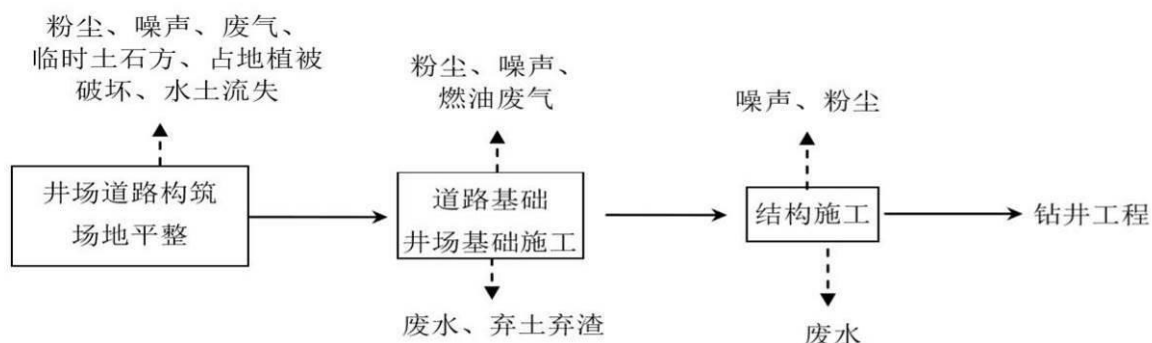 粉尘、噪声、废气、
临时土石方、占地植被
破坏、水土流失
粉尘、噪声、
燃油废气
噪声、粉尘
井场道路构筑
场地平整
道路基础
井场基础施工
结构施工
钻井工程
废水、弃土弃渣
废水